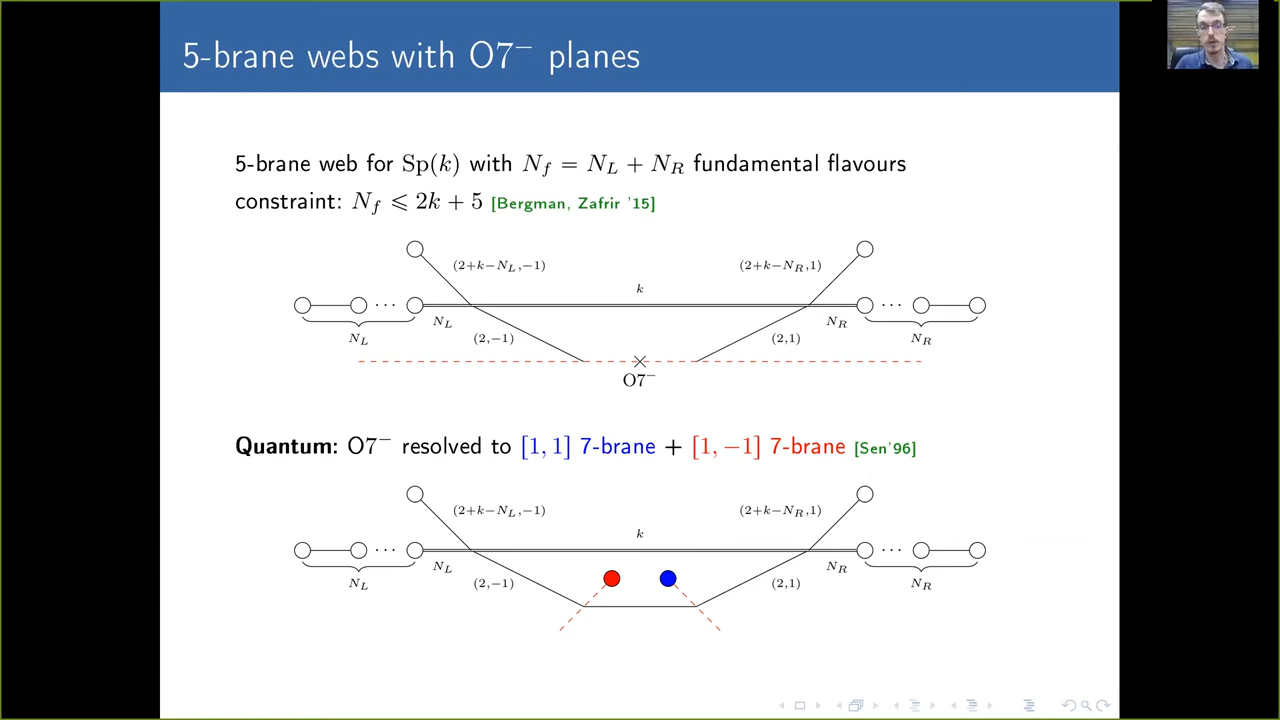 5-brane webs with O7⁻ planes
5-brane web for Sp(k) with N_f = N_L + N_R fundamental flavours
constraint: N_f ⩽ 2k + 5 [Bergman, Zafrir '15]
(2+k−N_L,−1) (2+k−N_R,1)
k
··· ···
N_L N_R
(2,−1) (2,1)
N_L N_R
O7⁻
Quantum: O7⁻ resolved to [1, 1] 7-brane + [1, −1] 7-brane [Sen'96]
(2+k−N_L,−1) (2+k−N_R,1)
k
··· ···
N_L N_R
(2,−1) (2,1)
N_L N_R